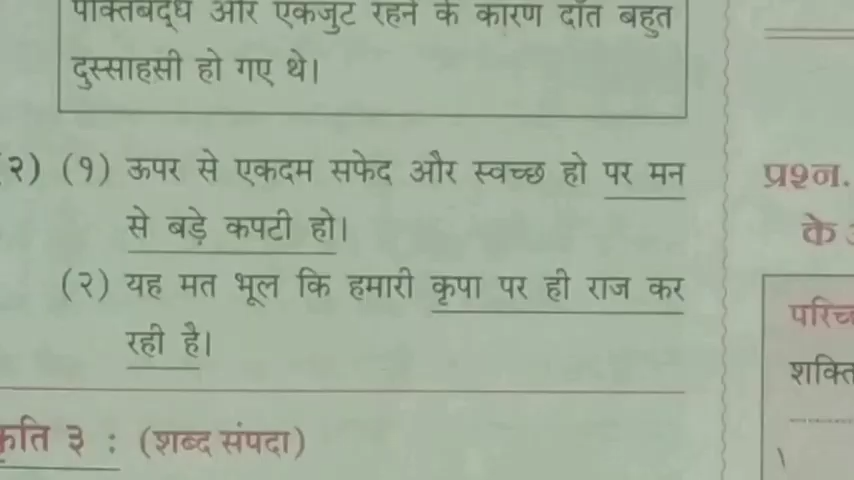 पंक्तिबद्ध और एकजुट रहने के कारण दाँत बहुत
दुस्साहसी हो गए थे।
२) (१) ऊपर से एकदम सफेद और स्वच्छ हो पर मन
से बड़े कपटी हो।
(२) यह मत भूल कि हमारी कृपा पर ही राज कर
रही है।
कृति ३ : (शब्द संपदा)
प्रश्न.
के
परिच्छ
शक्ति